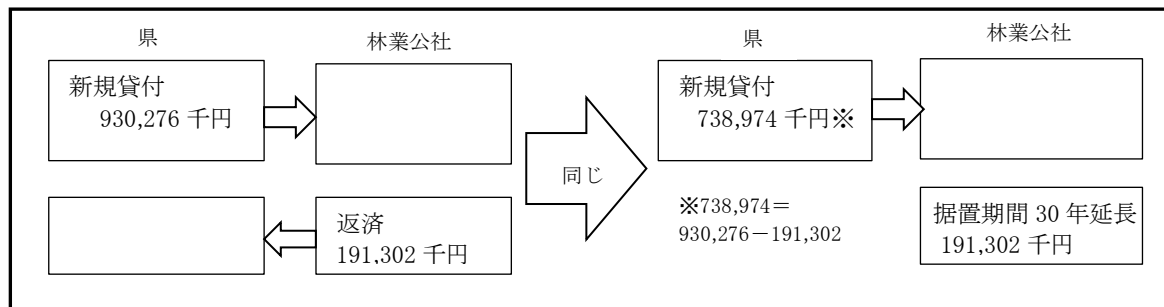 県
林業公社
新規貸付
930,276 千円
返済
191,302 千円
同じ
県
林業公社
新規貸付
738,974 千円※
※738,974＝
930,276－191,302
据置期間 30 年延長
191,302 千円